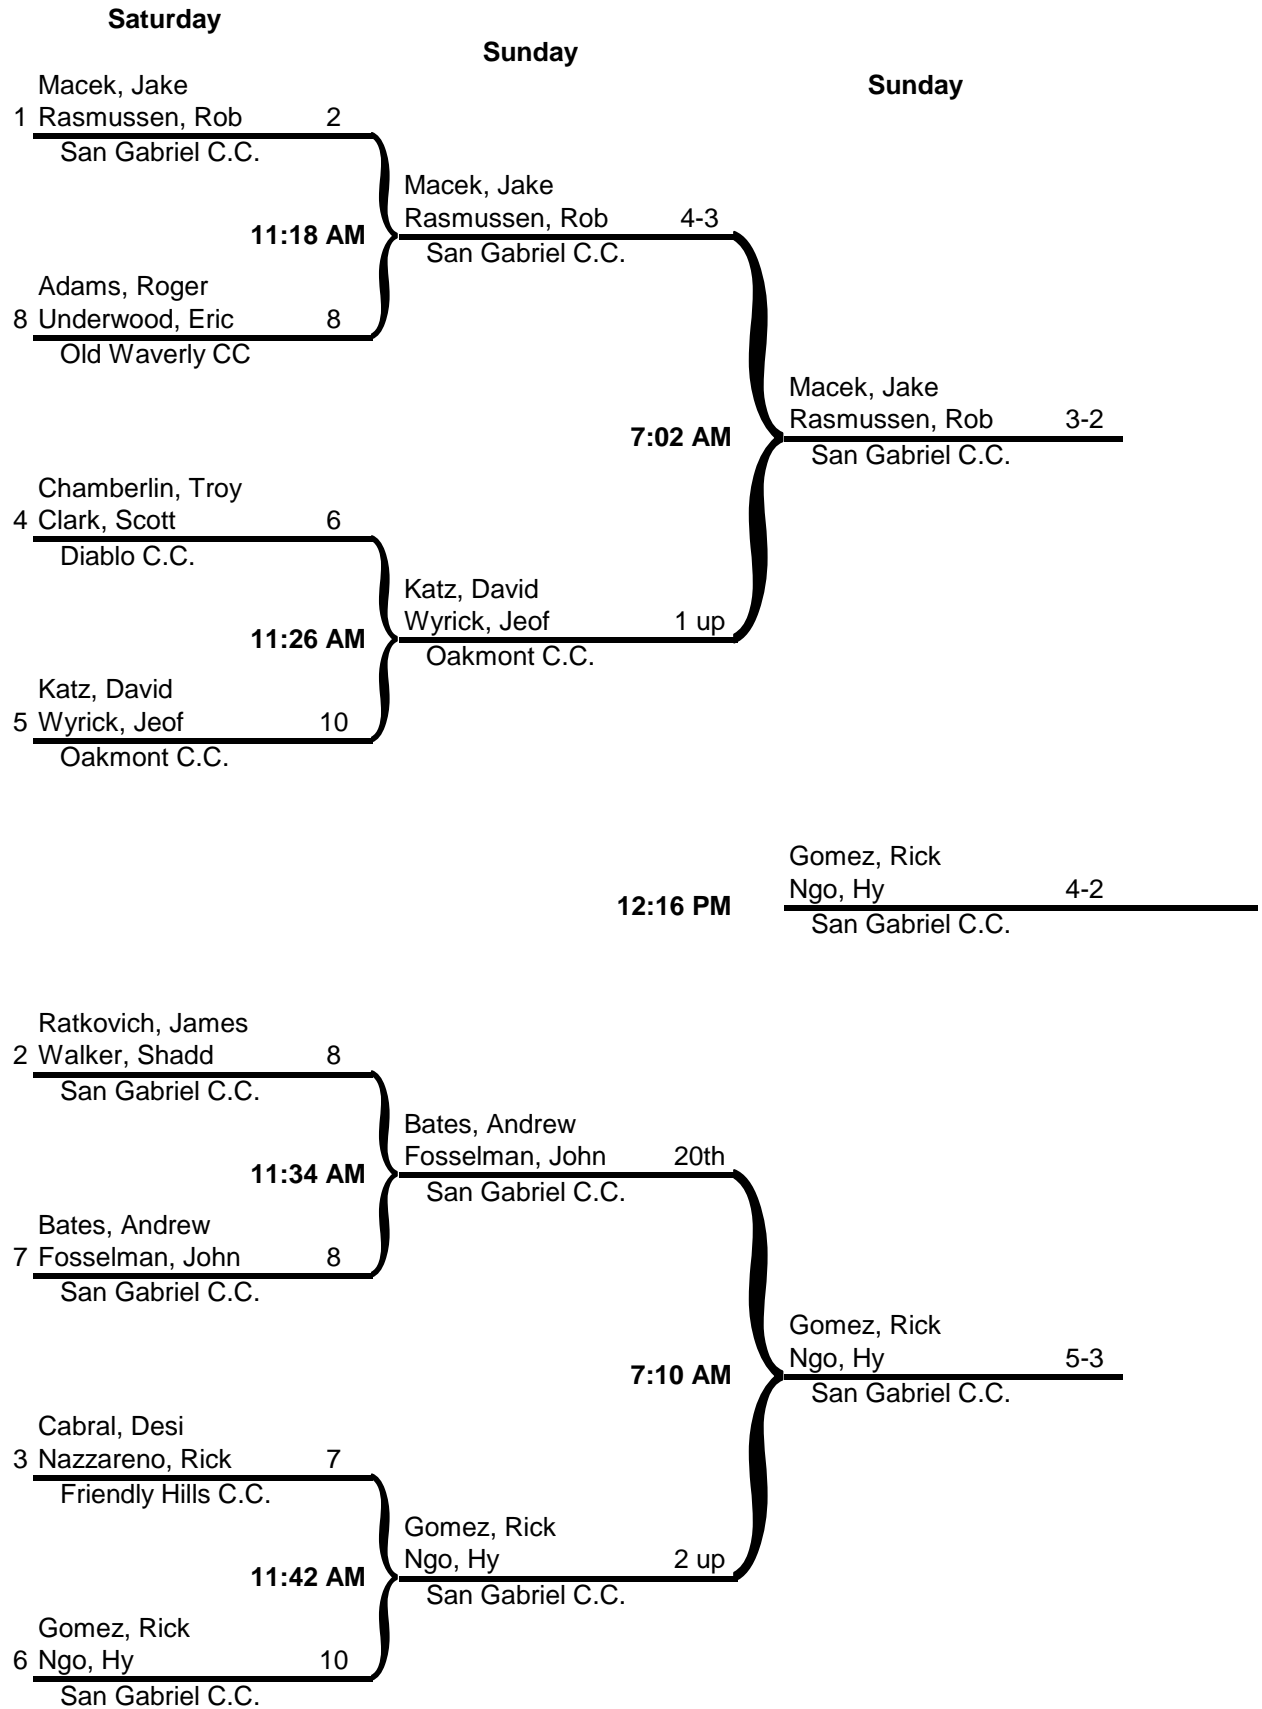 Saturday
Sunday
Sunday
Macek, Jake
1 Rasmussen, Rob 2
San Gabriel C.C.
Macek, Jake
Rasmussen, Rob 4-3
11:18 AM
San Gabriel C.C.
Adams, Roger
8 Underwood, Eric 8
Old Waverly CC
Macek, Jake
Rasmussen, Rob 3-2
7:02 AM
San Gabriel C.C.
Chamberlin, Troy
4 Clark, Scott 6
Diablo C.C.
Katz, David
Wyrick, Jeof 1 up
11:26 AM
Oakmont C.C.
Katz, David
5 Wyrick, Jeof 10
Oakmont C.C.
Gomez, Rick
Ngo, Hy 4-2
12:16 PM
San Gabriel C.C.
Ratkovich, James
2 Walker, Shadd 8
San Gabriel C.C.
Bates, Andrew
Fosselman, John 20th
11:34 AM
San Gabriel C.C.
Bates, Andrew
7 Fosselman, John 8
San Gabriel C.C.
Gomez, Rick
Ngo, Hy 5-3
7:10 AM
San Gabriel C.C.
Cabral, Desi
3 Nazzareno, Rick 7
Friendly Hills C.C.
Gomez, Rick
Ngo, Hy 2 up
11:42 AM
San Gabriel C.C.
Gomez, Rick
6 Ngo, Hy 10
San Gabriel C.C.